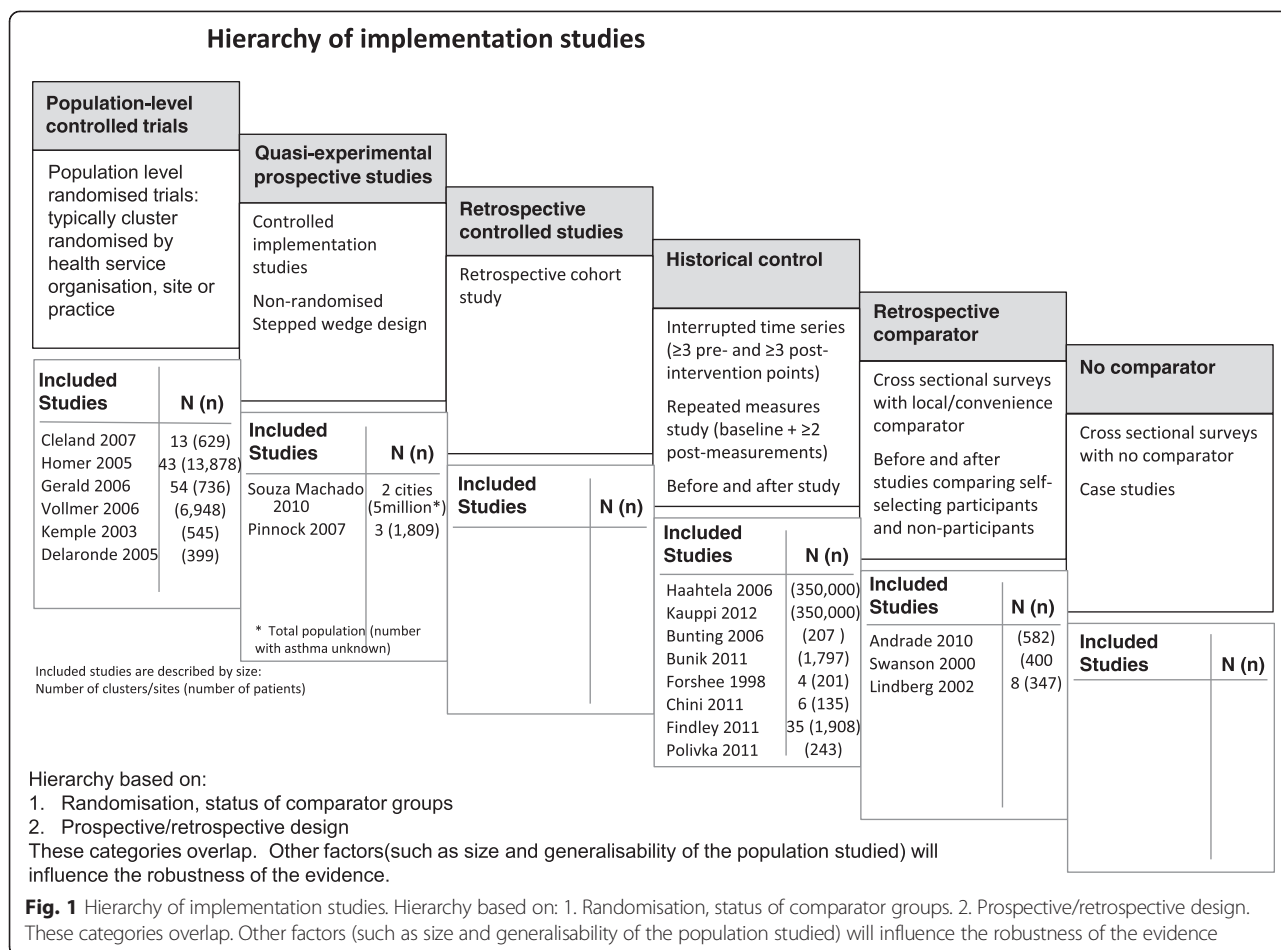 Hierarchy of implementation studies
Population-level
controlled trials
Population level
randomised trials:
typically cluster
randomised by
health service
organisation, site or
practice
Included
Studies N (n)
Cleland 2007 13 (629)
Homer 2005 43 (13,878)
Gerald 2006 54 (736)
Vollmer 2006 (6,948)
Kemple 2003 (545)
Delaronde 2005 (399)
Quasi-experimental
prospective studies
Controlled
implementation
studies
Non-randomised
Stepped wedge design
Included
Studies N (n)
Souza Machado 2 cities
2010 (5million*)
Pinnock 2007 3 (1,809)
* Total population (number
with asthma unknown)
Retrospective
controlled studies
Retrospective cohort
study
Included
Studies N (n)
Historical control
Interrupted time series
(≥3 pre- and ≥3 post-
intervention points)
Repeated measures
study (baseline + ≥2
post-measurements)
Before and after study
Included
Studies N (n)
Haahtela 2006 (350,000)
Kauppi 2012 (350,000)
Bunting 2006 (207 )
Bunik 2011 (1,797)
Forshee 1998 4 (201)
Chini 2011 6 (135)
Findley 2011 35 (1,908)
Polivka 2011 (243)
Retrospective
comparator
Cross sectional surveys
with local/convenience
comparator
Before and after
studies comparing self-
selecting participants
and non-participants
Included
Studies N (n)
Andrade 2010 (582)
Swanson 2000 (400
Lindberg 2002 8 (347)
No comparator
Cross sectional surveys
with no comparator
Case studies
Included
Studies N (n)
Included studies are described by size:
Number of clusters/sites (number of patients)
Hierarchy based on:
1. Randomisation, status of comparator groups
2. Prospective/retrospective design
These categories overlap. Other factors(such as size and generalisability of the population studied) will
influence the robustness of the evidence.
Fig. 1 Hierarchy of implementation studies. Hierarchy based on: 1. Randomisation, status of comparator groups. 2. Prospective/retrospective design.
These categories overlap. Other factors (such as size and generalisability of the population studied) will influence the robustness of the evidence